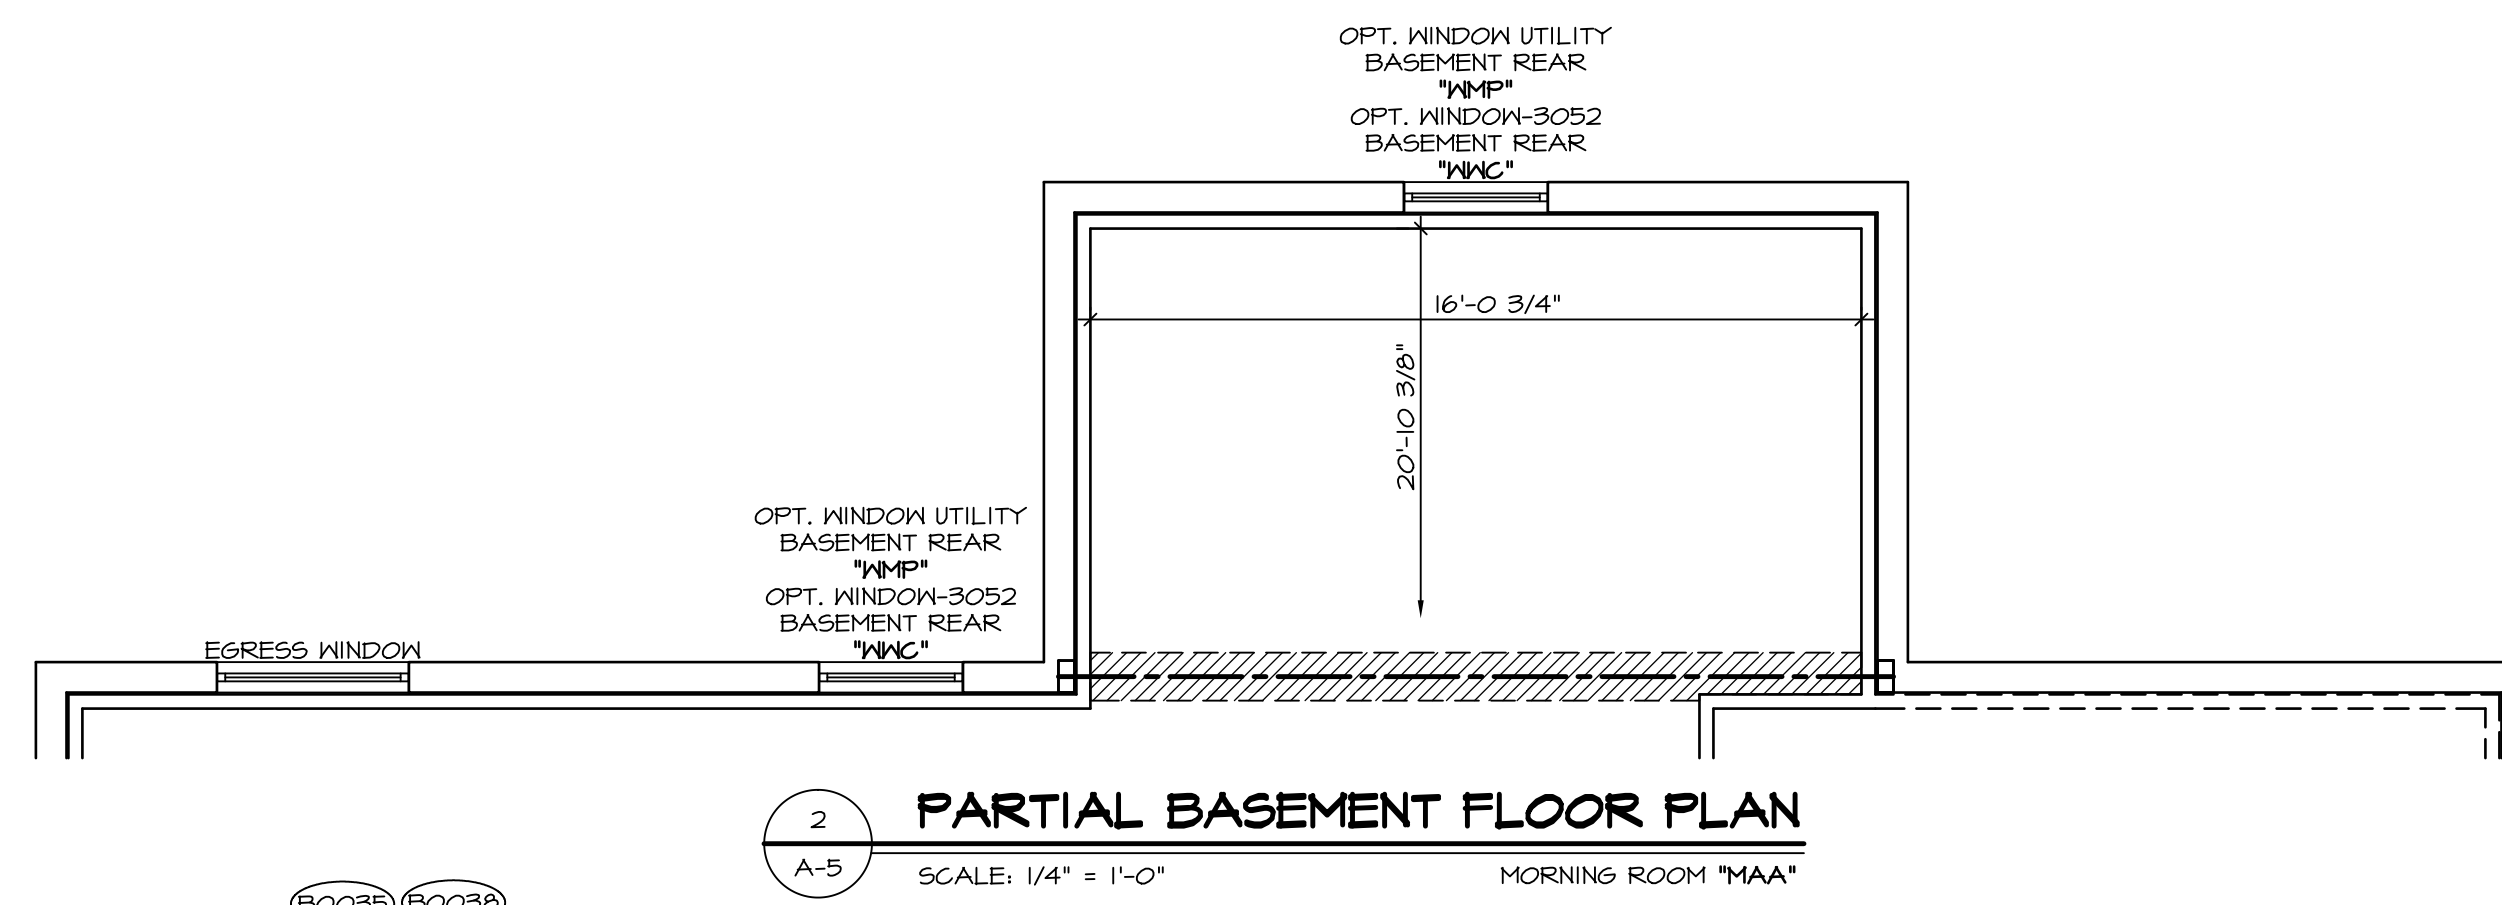 OPT. WINDOW UTILITY
BASEMENT REAR
"WMP"
OPT. WINDOW-3052
BASEMENT REAR
"WWC"
16'-0 3/4"
20'-10 3/8"
OPT. WINDOW UTILITY
BASEMENT REAR
"WMP"
OPT. WINDOW-3052
BASEMENT REAR
"WWC"
EGRESS WINDOW
2
A-5
PARTIAL BASEMENT FLOOR PLAN
SCALE: 1/4" = 1'-0"
MORNING ROOM "MAA"